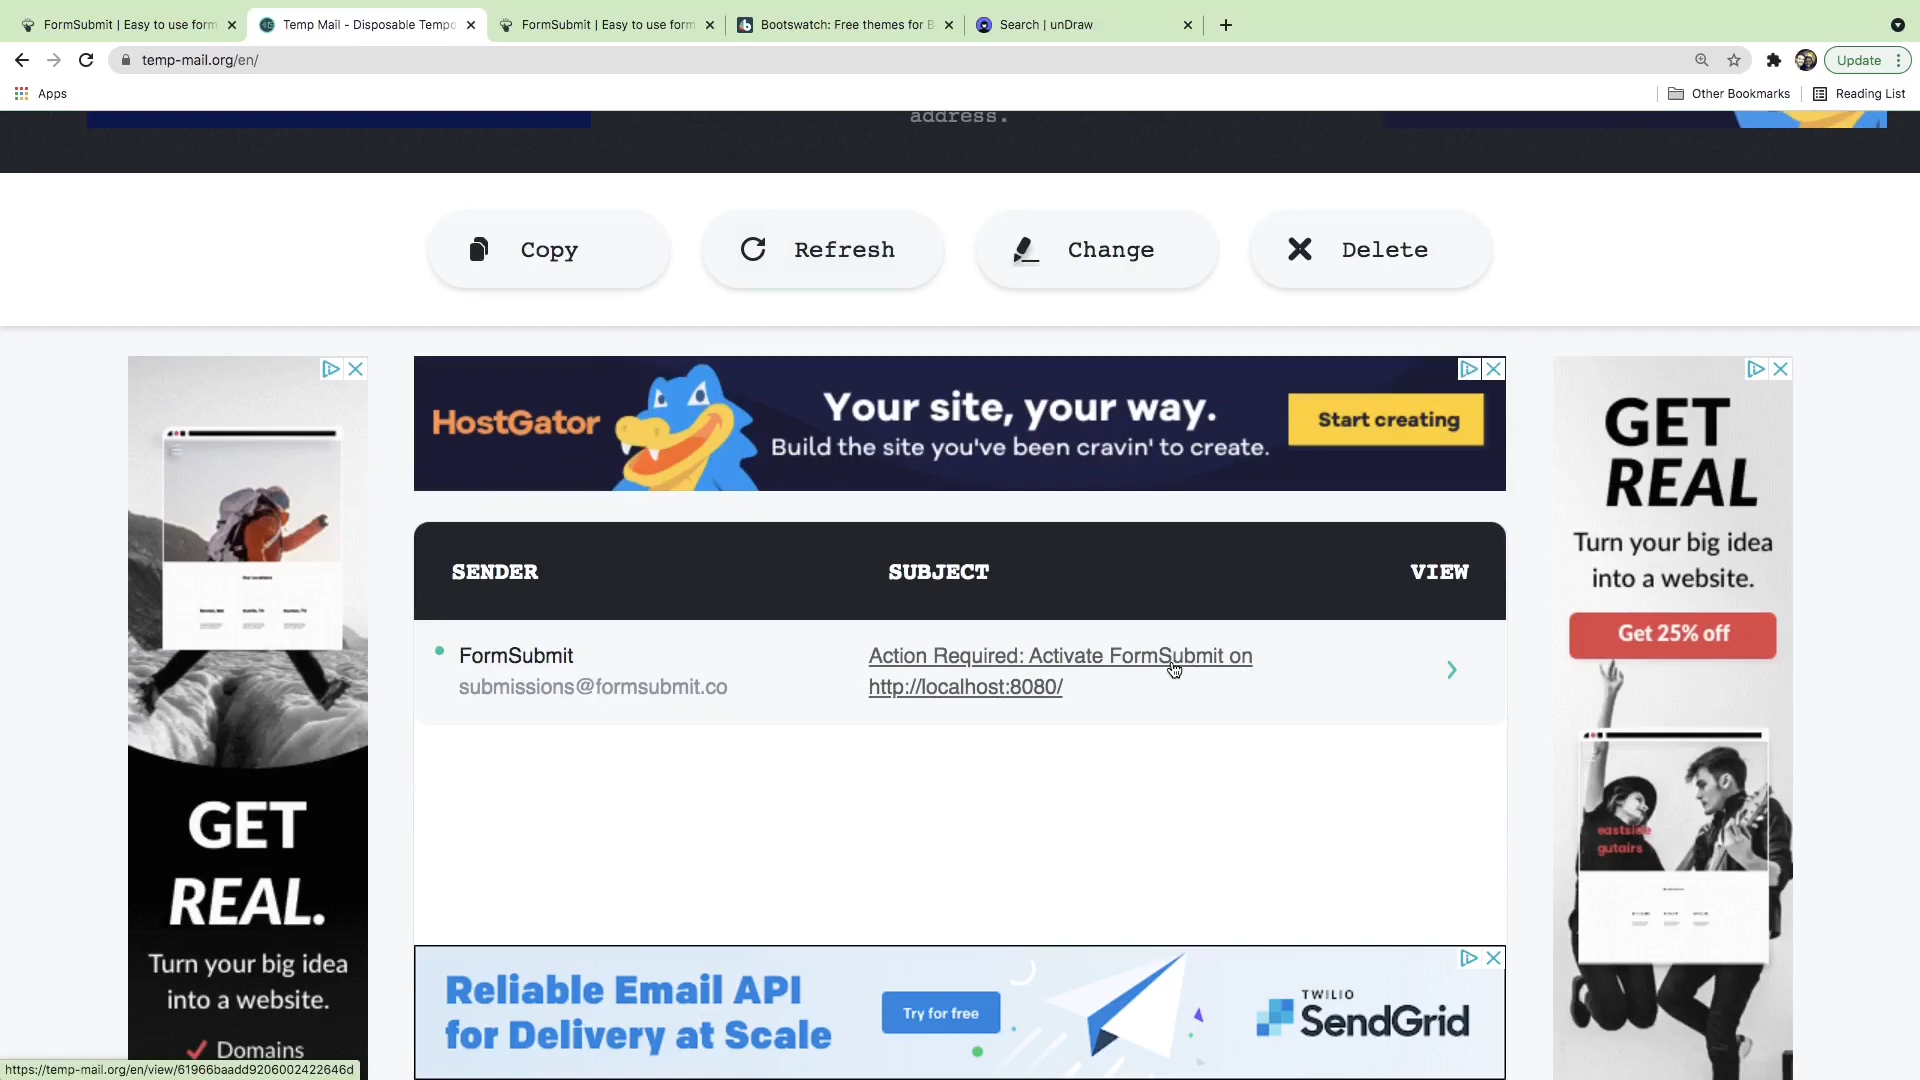 FormSubmit | Easy to use form
Temp Mail - Disposable Tempo
FormSubmit | Easy to use form
Bootswatch: Free themes for B
Search | unDraw
temp-mail.org/en/
Update
Apps
Other Bookmarks
Reading List
address.
Copy
Refresh
Change
Delete
HostGator
Your site, your way.
Build the site you've been cravin' to create.
Start creating
SENDER
SUBJECT
VIEW
FormSubmit
submissions@formsubmit.co
Action Required: Activate FormSubmit on
http://localhost:8080/
GET
REAL.
Turn your big idea
into a website.
Domains
GET
REAL
Turn your big idea
into a website.
Get 25% off
eastside
gutairs
Reliable Email API
for Delivery at Scale
Try for free
TWILIO
SendGrid
https://temp-mail.org/en/view/61966baadd9206002422646d